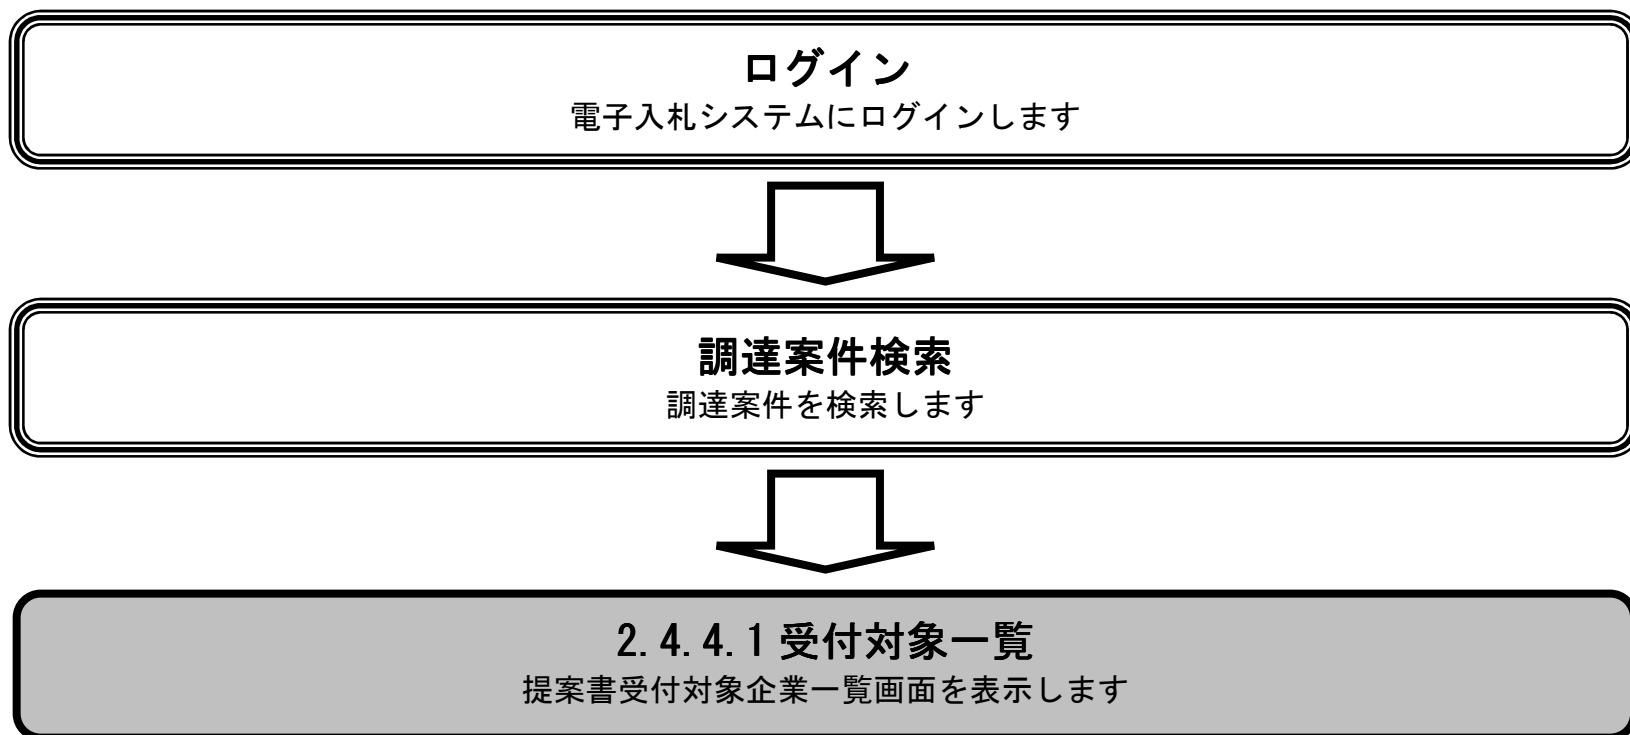 ログイン
電子入札システムにログインします
調達案件検索
調達案件を検索します
2.4.4.1 受付対象一覧
提案書受付対象企業一覧画面を表示します